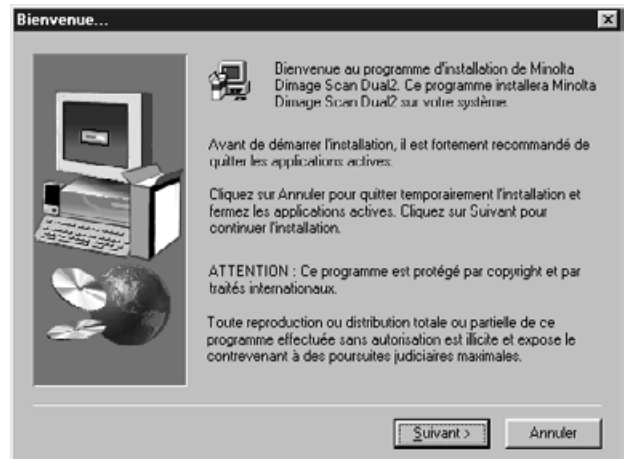 Bienvenue...
Bienvenue au programme d'installation de Minolta
Dimage Scan Dual2. Ce programme installera Minolta
Dimage Scan Dual2 sur votre système.
Avant de démarrer l'installation, il est fortement recommandé de
quitter les applications actives.
Cliquez sur Annuler pour quitter temporairement l'installation et
fermez les applications actives. Cliquez sur Suivant pour
continuer l'installation.
ATTENTION : Ce programme est protégé par copyright et par
traités internationaux.
Toute reproduction ou distribution totale ou partielle de ce
programme effectuée sans autorisation est illicite et expose le
contrevenant à des poursuites judiciaires maximales.
Suivant > Annuler